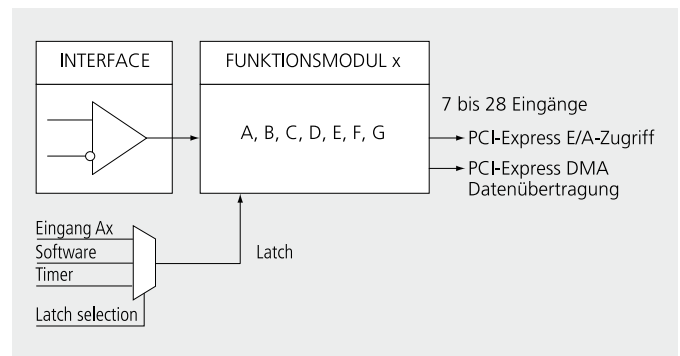 INTERFACE
FUNKTIONSMODUL x
A, B, C, D, E, F, G
7 bis 28 Eingänge
PCI-Express E/A-Zugriff
PCI-Express DMA
Datenübertragung
Eingang Ax
Software
Timer
Latch selection
Latch